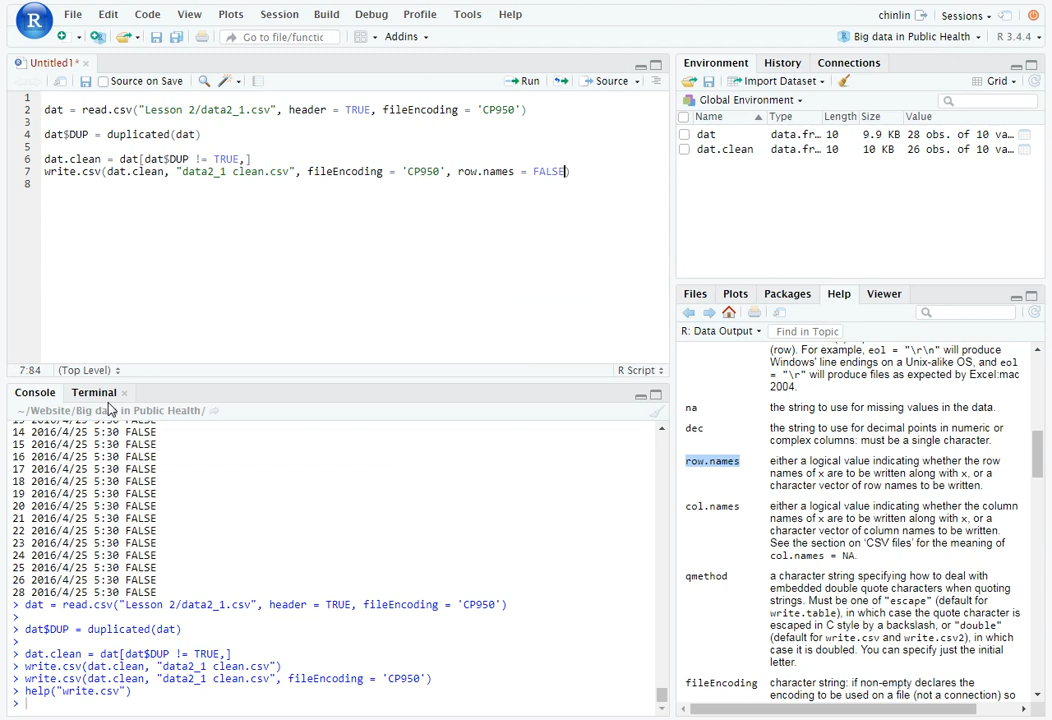 File Edit Code View Plots Session Build Debug Profile Tools Help
chinlin Sessions
Go to file/functic Addins
Big data in Public Health R 3.4.4
Untitled1*
Source on Save Run Source
1
2 dat = read.csv("Lesson 2/data2_1.csv", header = TRUE, fileEncoding = 'CP950')
3
4 dat$DUP = duplicated(dat)
5
6 dat.clean = dat[dat$DUP != TRUE,]
7 write.csv(dat.clean, "data2_1 clean.csv", fileEncoding = 'CP950', row.names = FALSE)
8
7:84 (Top Level) R Script
Console Terminal
~/Website/Big data in Public Health/
13 2016/4/25 5:30 FALSE
14 2016/4/25 5:30 FALSE
15 2016/4/25 5:30 FALSE
16 2016/4/25 5:30 FALSE
17 2016/4/25 5:30 FALSE
18 2016/4/25 5:30 FALSE
19 2016/4/25 5:30 FALSE
20 2016/4/25 5:30 FALSE
21 2016/4/25 5:30 FALSE
22 2016/4/25 5:30 FALSE
23 2016/4/25 5:30 FALSE
24 2016/4/25 5:30 FALSE
25 2016/4/25 5:30 FALSE
26 2016/4/25 5:30 FALSE
28 2016/4/25 5:30 FALSE
> dat = read.csv("Lesson 2/data2_1.csv", header = TRUE, fileEncoding = 'CP950')
>
> dat$DUP = duplicated(dat)
>
> dat.clean = dat[dat$DUP != TRUE,]
> write.csv(dat.clean, "data2_1 clean.csv")
> write.csv(dat.clean, "data2_1 clean.csv", fileEncoding = 'CP950')
> help("write.csv")
>
Environment History Connections
Import Dataset Grid
Global Environment
Name Type Length Size Value
dat data.fr… 10 9.9 KB 28 obs. of 10 va…
dat.clean data.fr… 10 10 KB 26 obs. of 10 va…
Files Plots Packages Help Viewer
R: Data Output Find in Topic
(row). For example, eol = "\r\n" will produce
Windows' line endings on a Unix-alike OS, and eol
= "\r" will produce files as expected by Excel:mac
2004.
na the string to use for missing values in the data.
dec the string to use for decimal points in numeric or
complex columns: must be a single character.
row.names either a logical value indicating whether the row
names of x are to be written along with x, or a
character vector of row names to be written.
col.names either a logical value indicating whether the column
names of x are to be written along with x, or a
character vector of column names to be written.
See the section on ‘CSV files’ for the meaning of
col.names = NA.
qmethod a character string specifying how to deal with
embedded double quote characters when quoting
strings. Must be one of "escape" (default for
write.table), in which case the quote character is
escaped in C style by a backslash, or "double"
(default for write.csv and write.csv2), in which
case it is doubled. You can specify just the initial
letter.
fileEncoding character string: if non-empty declares the
encoding to be used on a file (not a connection) so